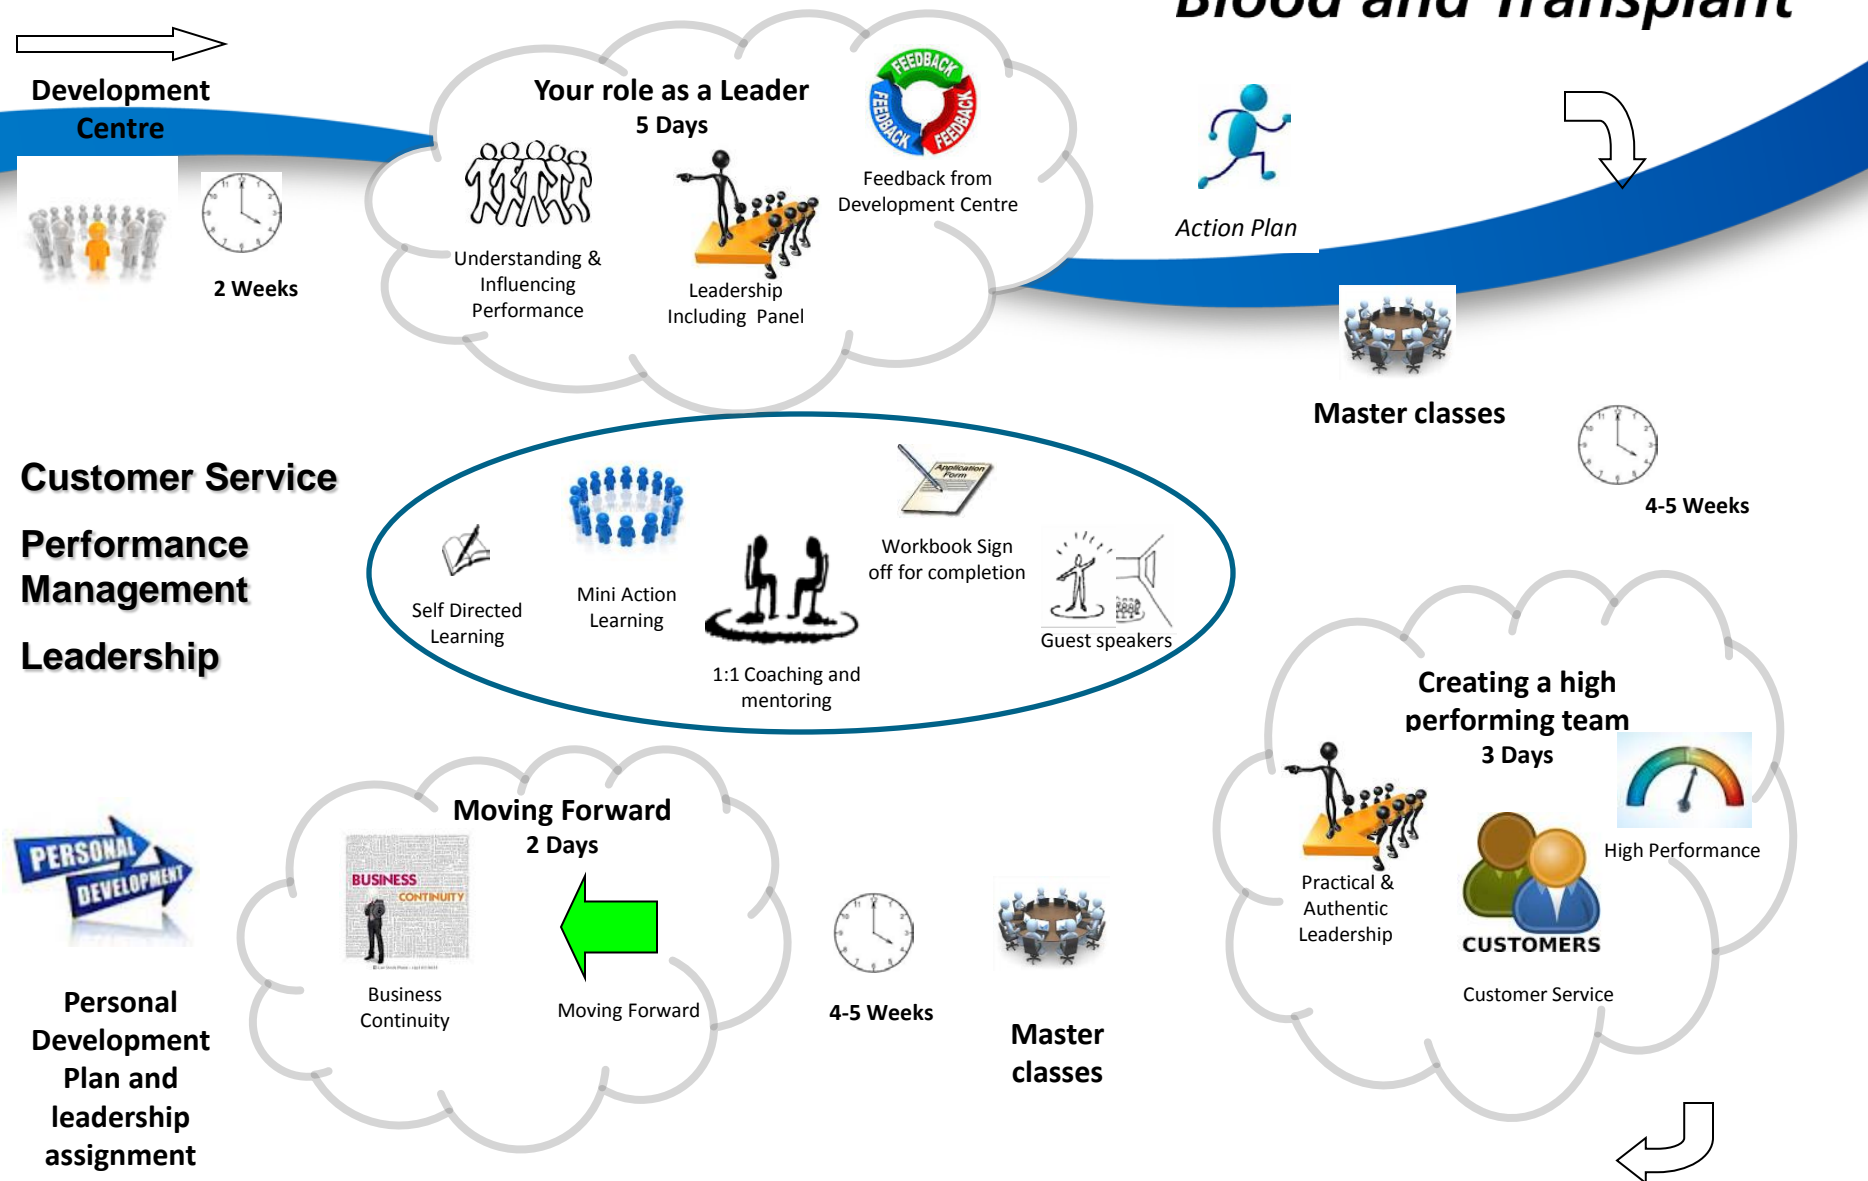 Blood and Transplant
Development
Centre
2 Weeks
Your role as a Leader
5 Days
Understanding &
Influencing
Performance
Leadership
Including Panel
FEEDBACK
FEEDBACK
FEEDBACK
Feedback from
Development Centre
Action Plan
Master classes
4-5 Weeks
Customer Service
Performance
Management
Leadership
Self Directed
Learning
Mini Action
Learning
1:1 Coaching and
mentoring
Application
Form
Workbook Sign
off for completion
Guest speakers
Creating a high
performing team
3 Days
Practical &
Authentic
Leadership
CUSTOMERS
Customer Service
High Performance
Master
classes
4-5 Weeks
Moving Forward
2 Days
BUSINESS
CONTINUITY
Business
Continuity
Moving Forward
PERSONAL
DEVELOPMENT
Personal
Development
Plan and
leadership
assignment